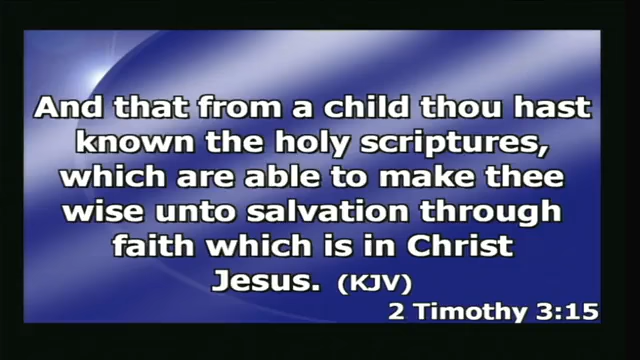 And that from a child thou hast
known the holy scriptures,
which are able to make thee
wise unto salvation through
faith which is in Christ
Jesus. (KJV)
2 Timothy 3:15